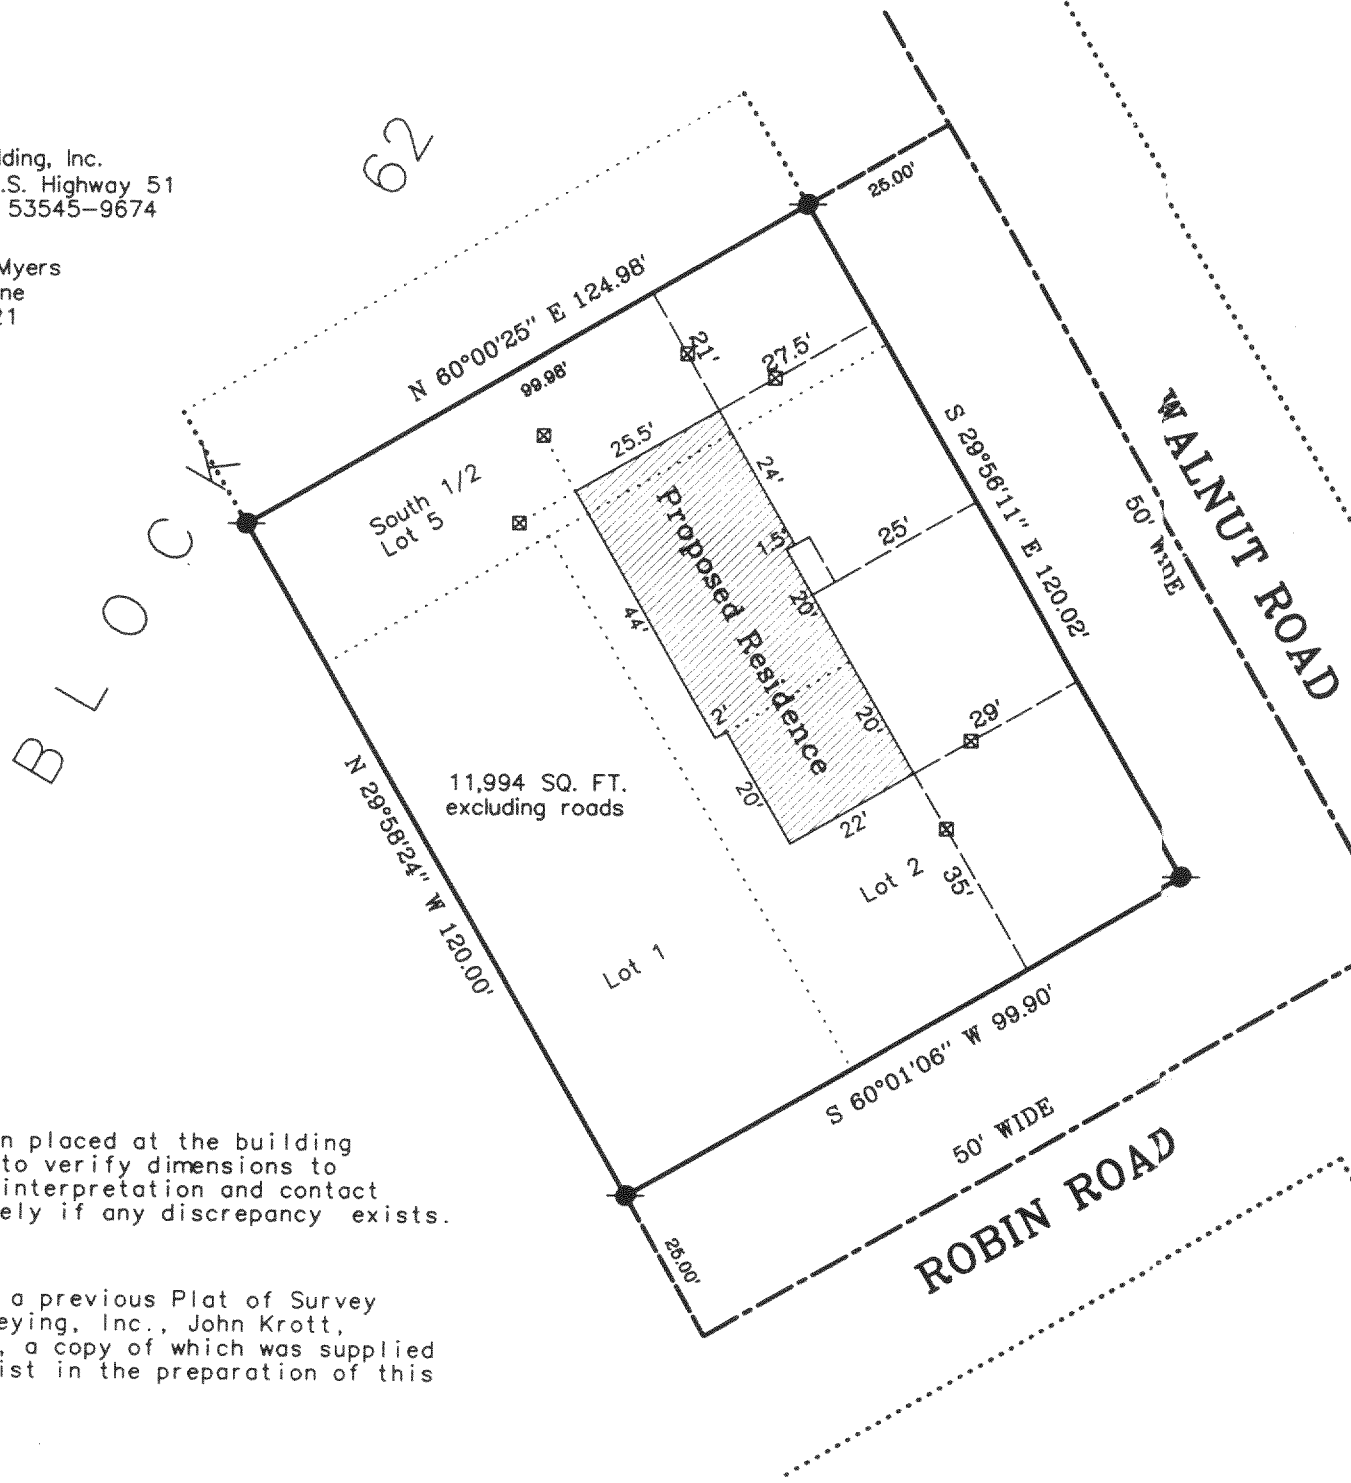 lding, Inc.
.S. Highway 51
53545-9674
Myers
ne
21
62
BLOCK
25.00'
N 60°00'25" E 124.98'
99.98'
21'
27.5'
25.5'
24'
South 1/2
Lot 5
S 29°56'11" E 120.02'
WALNUT ROAD
50' WIDE
Proposed Residence
1.5'
25'
20'
44'
2'
20'
29'
20'
22'
11,994 SQ. FT.
excluding roads
N 29°58'24" W 120.00'
Lot 2
35'
Lot 1
S 60°01'06" W 99.90'
50' WIDE
ROBIN ROAD
25.00'
n placed at the building
to verify dimensions to
interpretation and contact
ely if any discrepancy exists.
a previous Plat of Survey
eying, Inc., John Krott,
, a copy of which was supplied
ist in the preparation of this